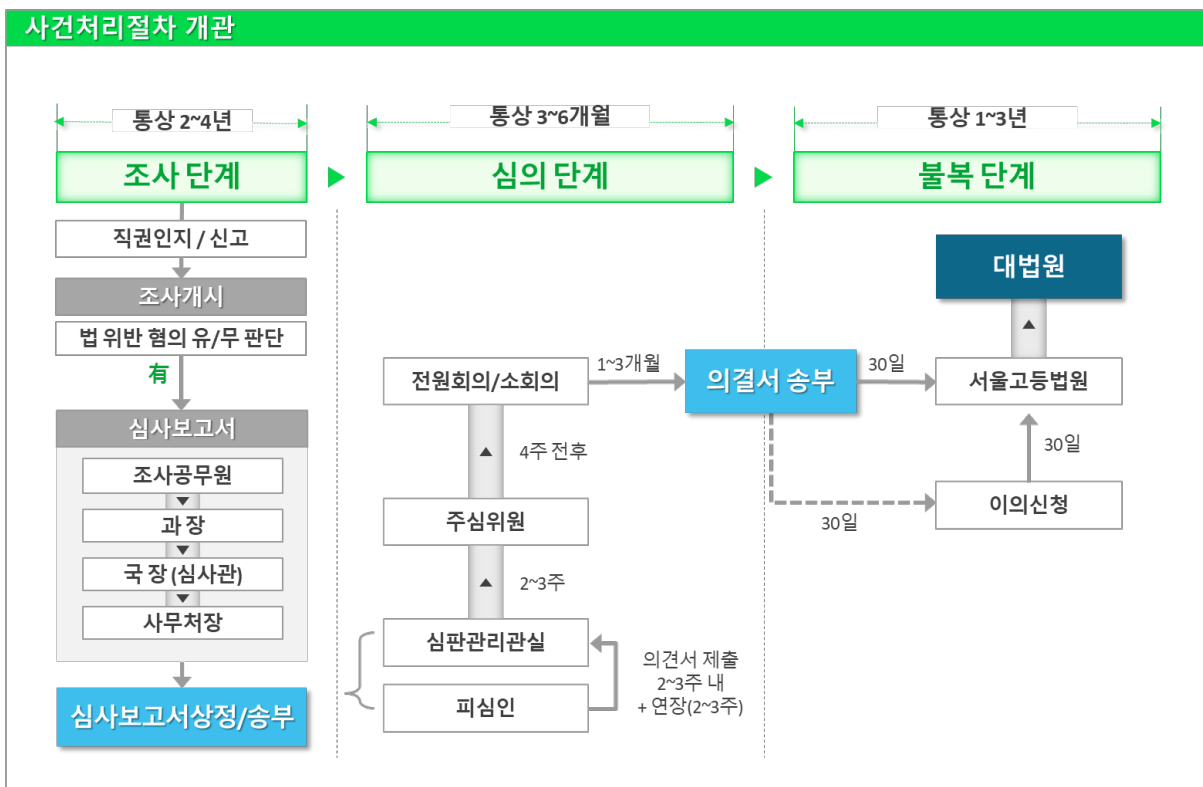 사건처리절차 개관
통상 2~4년
통상 3~6개월
통상 1~3년
조사 단계
심의 단계
불복 단계
직권인지 / 신고
조사개시
법 위반 혐의 유/무 판단
有
심사보고서
조사공무원
과 장
국 장 (심사관)
사무처장
심사보고서상정/송부
전원회의/소회의
4주 전후
주심위원
2~3주
심판관리관실
피심인
의견서 제출
2~3주 내
+ 연장(2~3주)
1~3개월
의결서 송부
30일
30일
대법원
서울고등법원
30일
이의신청